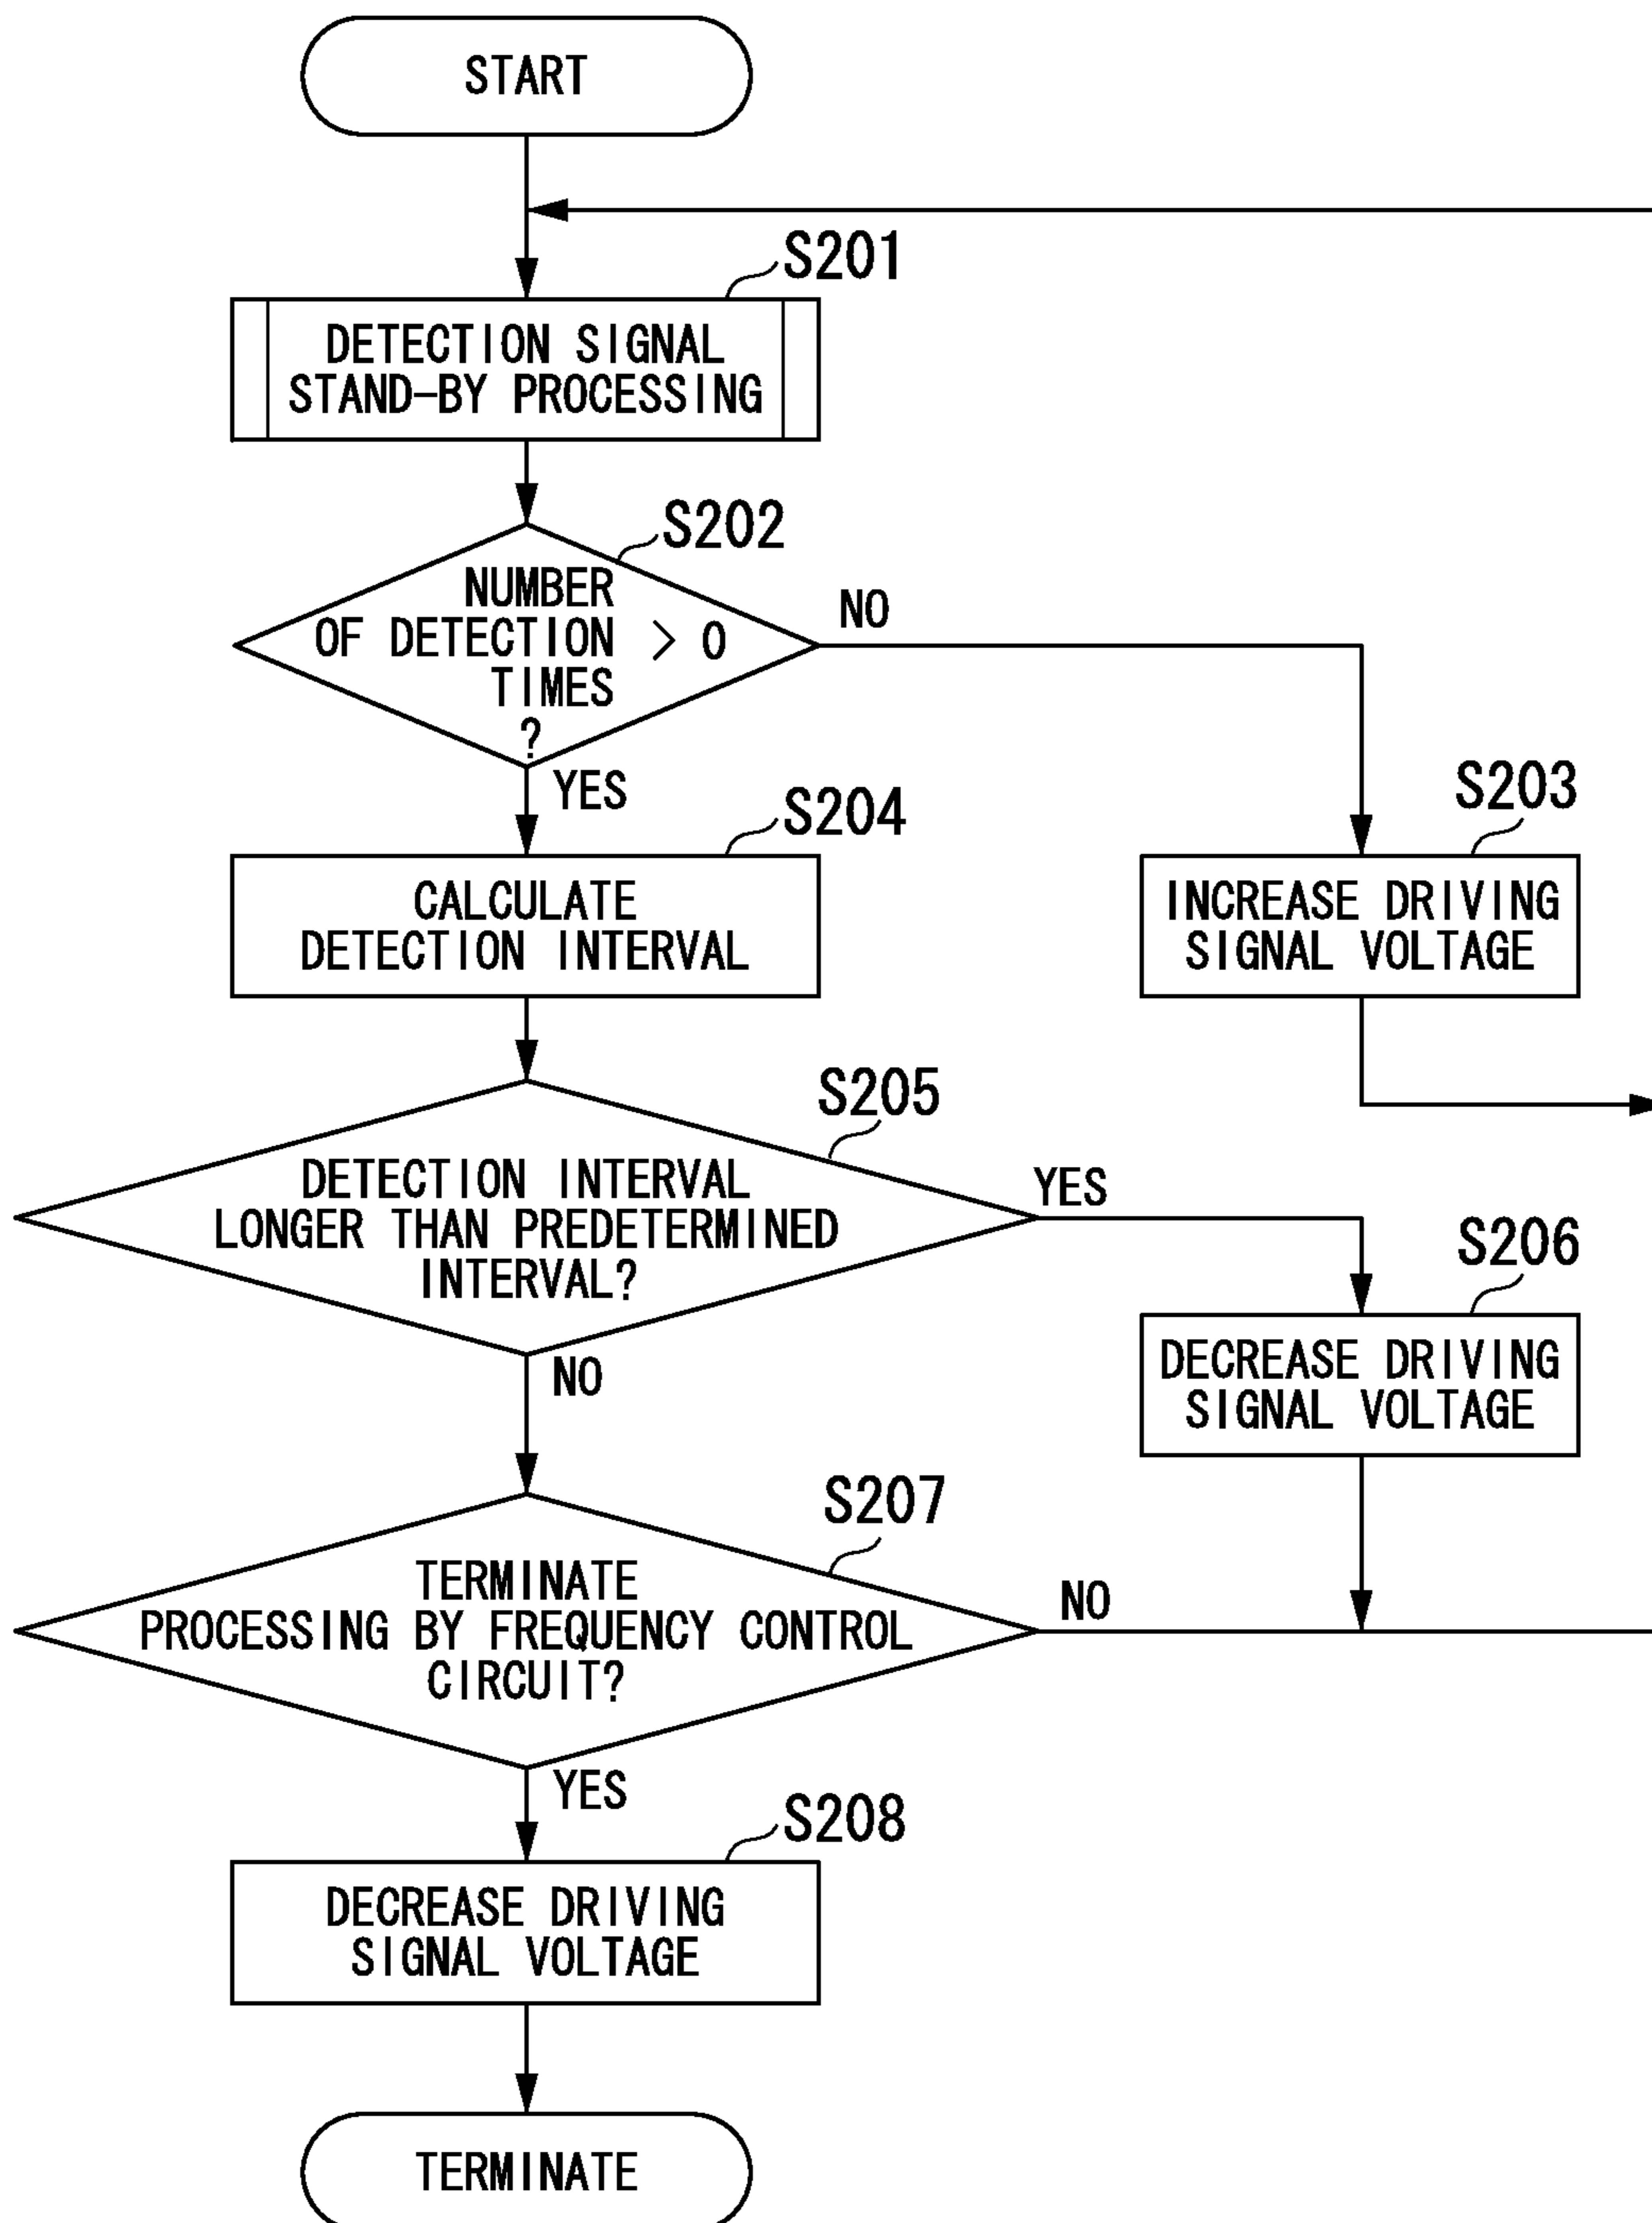 START
S201
DETECTION SIGNAL
STAND-BY PROCESSING
S202
NUMBER
OF DETECTION > 0
TIMES
?
NO
YES
S203
INCREASE DRIVING
SIGNAL VOLTAGE
S204
CALCULATE
DETECTION INTERVAL
S205
DETECTION INTERVAL
LONGER THAN PREDETERMINED
INTERVAL?
YES
NO
S206
DECREASE DRIVING
SIGNAL VOLTAGE
S207
TERMINATE
PROCESSING BY FREQUENCY CONTROL
CIRCUIT?
NO
YES
S208
DECREASE DRIVING
SIGNAL VOLTAGE
TERMINATE